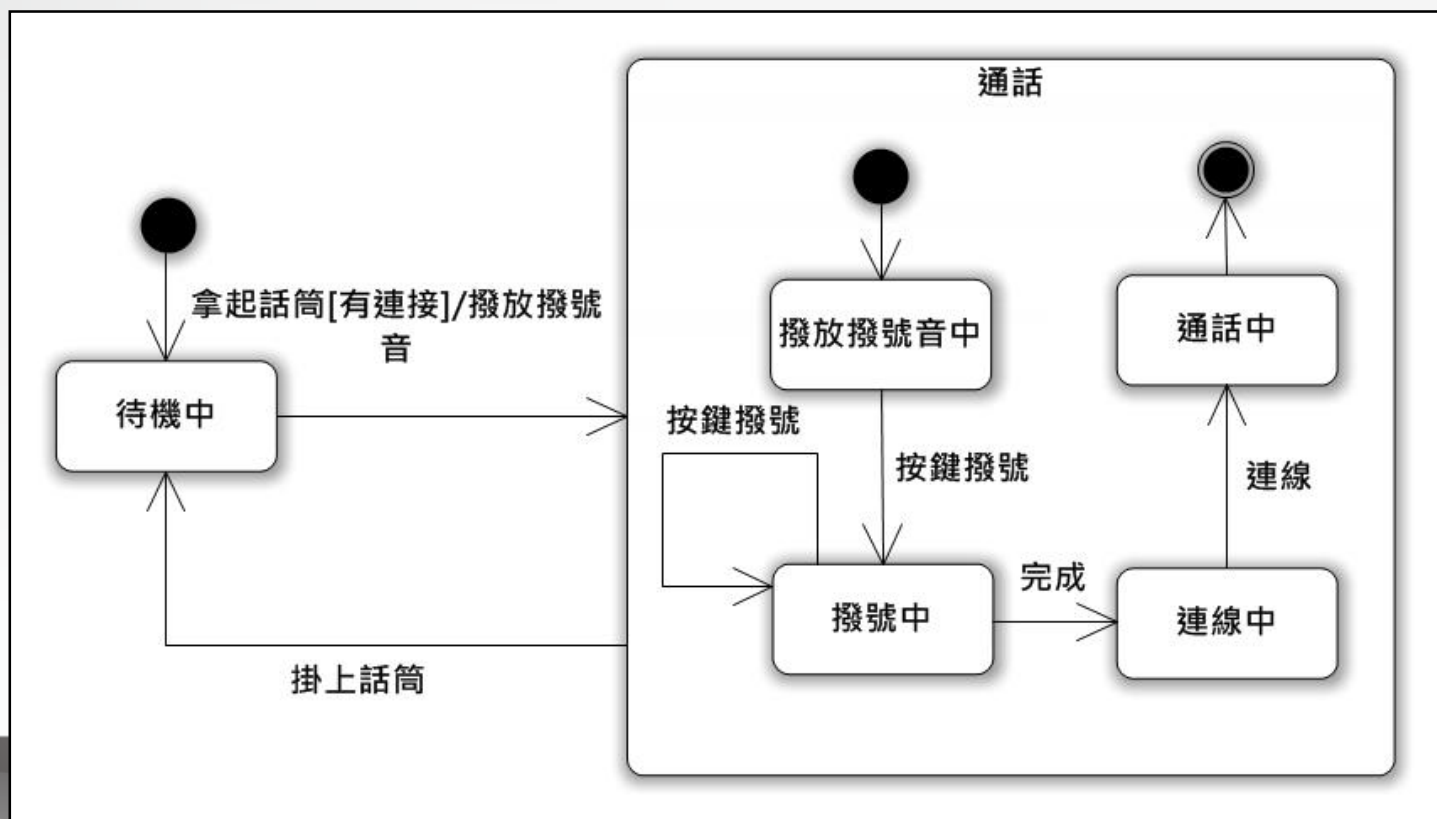 通話
拿起話筒[有連接]/撥放撥號
音
待機中
撥放撥號音中
通話中
按鍵撥號
按鍵撥號
連線
完成
撥號中
連線中
掛上話筒